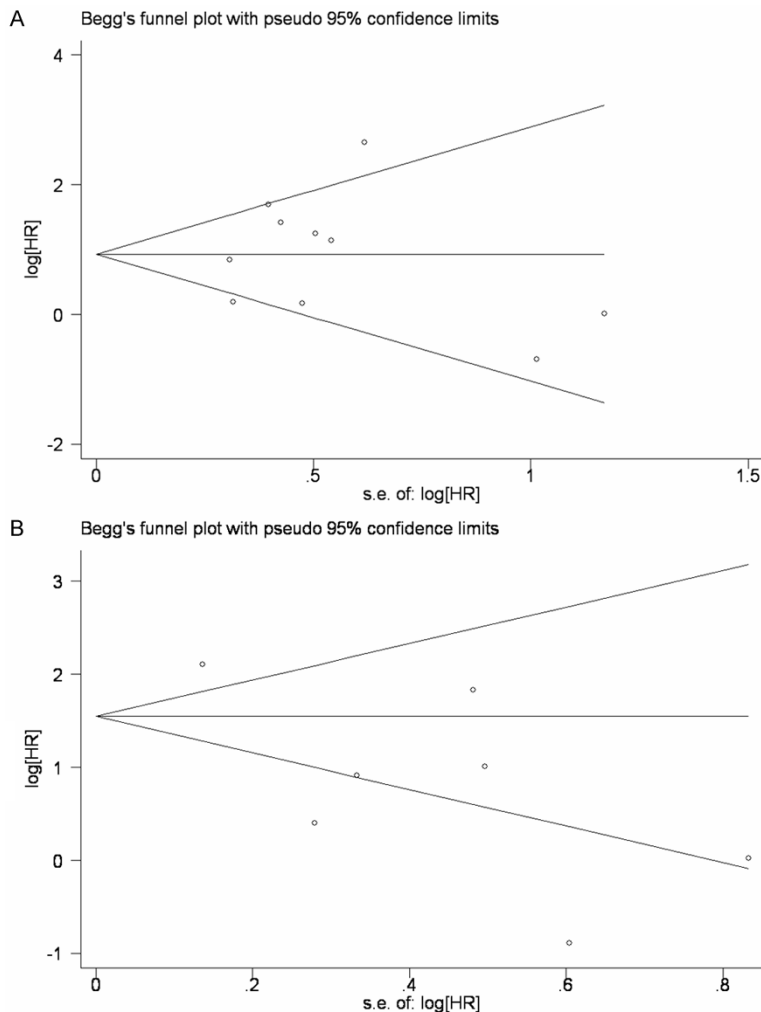 A
Begg's funnel plot with pseudo 95% confidence limits
4
2
0
-2
log[HR]
0
.5
1
1.5
s.e. of: log[HR]
B
Begg's funnel plot with pseudo 95% confidence limits
3
2
1
0
-1
log[HR]
0
.2
.4
.6
.8
s.e. of: log[HR]